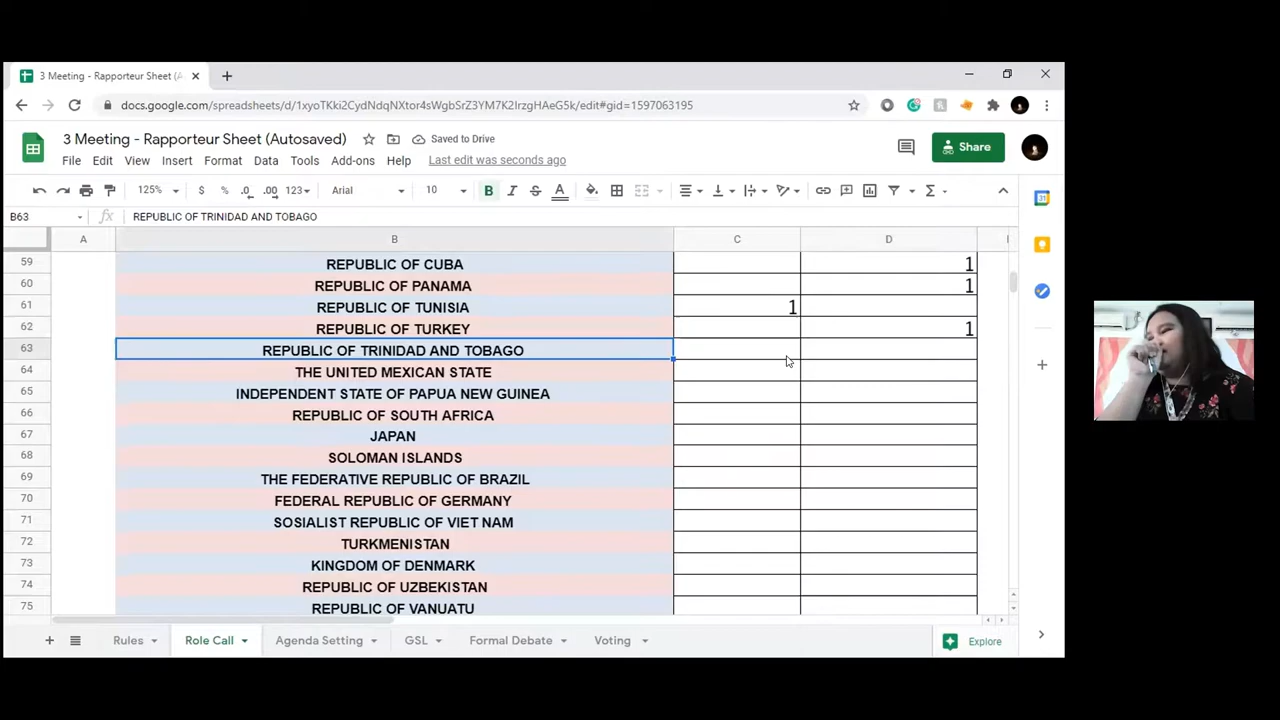 3 Meeting - Rapporteur Sheet (A
docs.google.com/spreadsheets/d/1xyoTKki2CydNdqNXtor4sWgbSrZ3YM7K2IrzgHAeG5k/edit#gid=1597063195
3 Meeting - Rapporteur Sheet (Autosaved)
Saved to Drive
Share
File Edit View Insert Format Data Tools Add-ons Help Last edit was seconds ago
125% $ % .0 .00 123 Arial 10 B I S A
B63 fx REPUBLIC OF TRINIDAD AND TOBAGO
A B C D
59 REPUBLIC OF CUBA 1
60 REPUBLIC OF PANAMA 1
61 REPUBLIC OF TUNISIA 1
62 REPUBLIC OF TURKEY 1
63 REPUBLIC OF TRINIDAD AND TOBAGO
64 THE UNITED MEXICAN STATE
65 INDEPENDENT STATE OF PAPUA NEW GUINEA
66 REPUBLIC OF SOUTH AFRICA
67 JAPAN
68 SOLOMAN ISLANDS
69 THE FEDERATIVE REPUBLIC OF BRAZIL
70 FEDERAL REPUBLIC OF GERMANY
71 SOSIALIST REPUBLIC OF VIET NAM
72 TURKMENISTAN
73 KINGDOM OF DENMARK
74 REPUBLIC OF UZBEKISTAN
75 REPUBLIC OF VANUATU
Rules Role Call Agenda Setting GSL Formal Debate Voting Explore